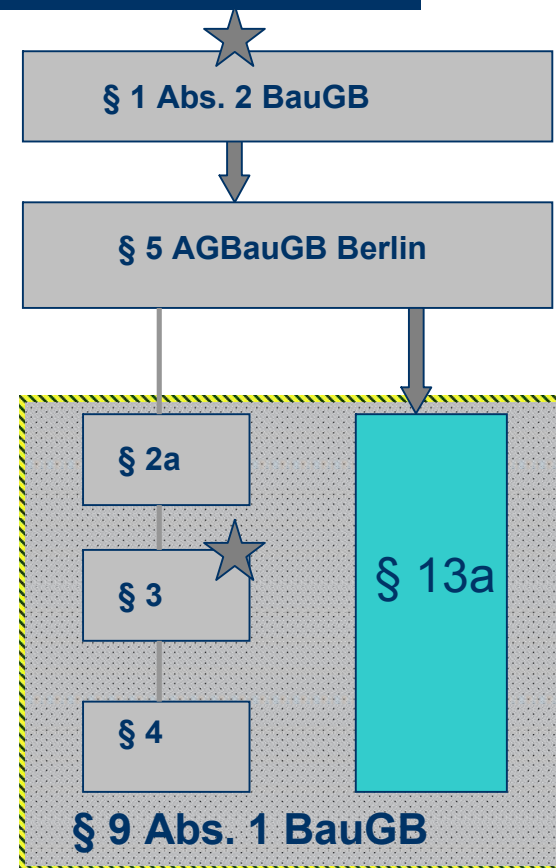 § 1 Abs. 2 BauGB
§ 5 AGBauGB Berlin
§ 2a
§ 3
§ 13a
§ 4
§ 9 Abs. 1 BauGB